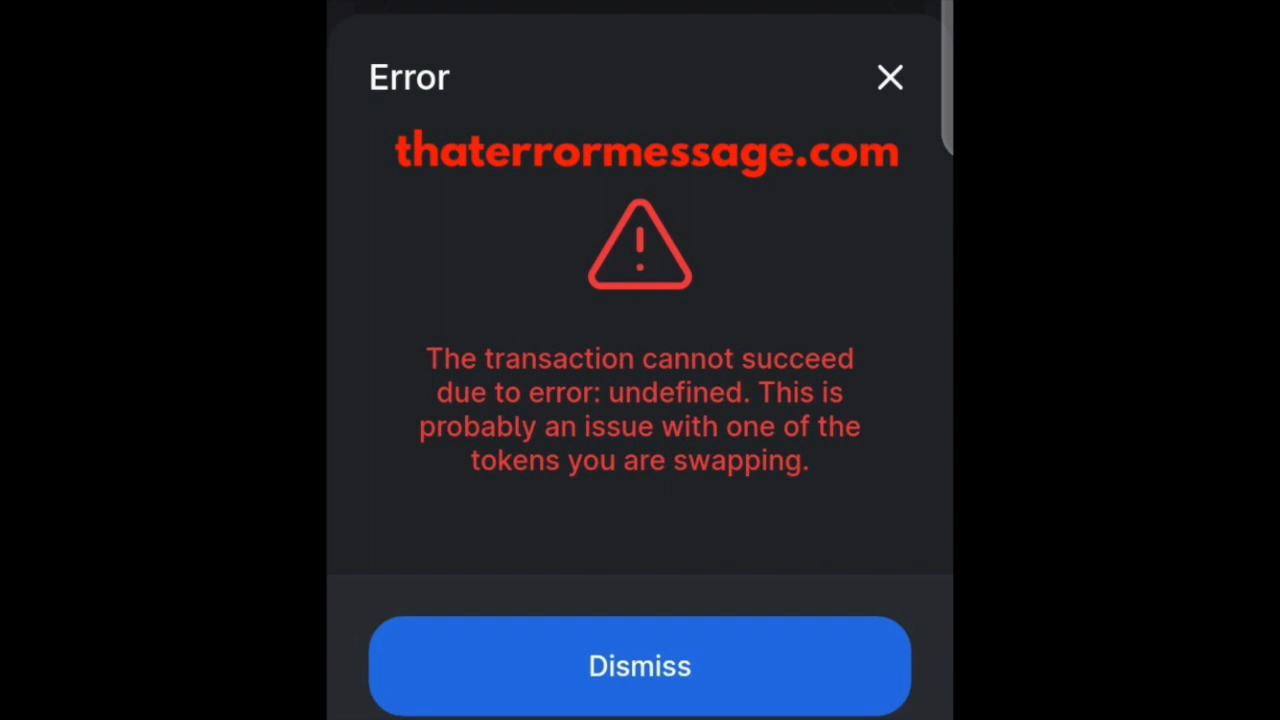 Error
thaterrormessage.com
The transaction cannot succeed
due to error: undefined. This is
probably an issue with one of the
tokens you are swapping.
Dismiss